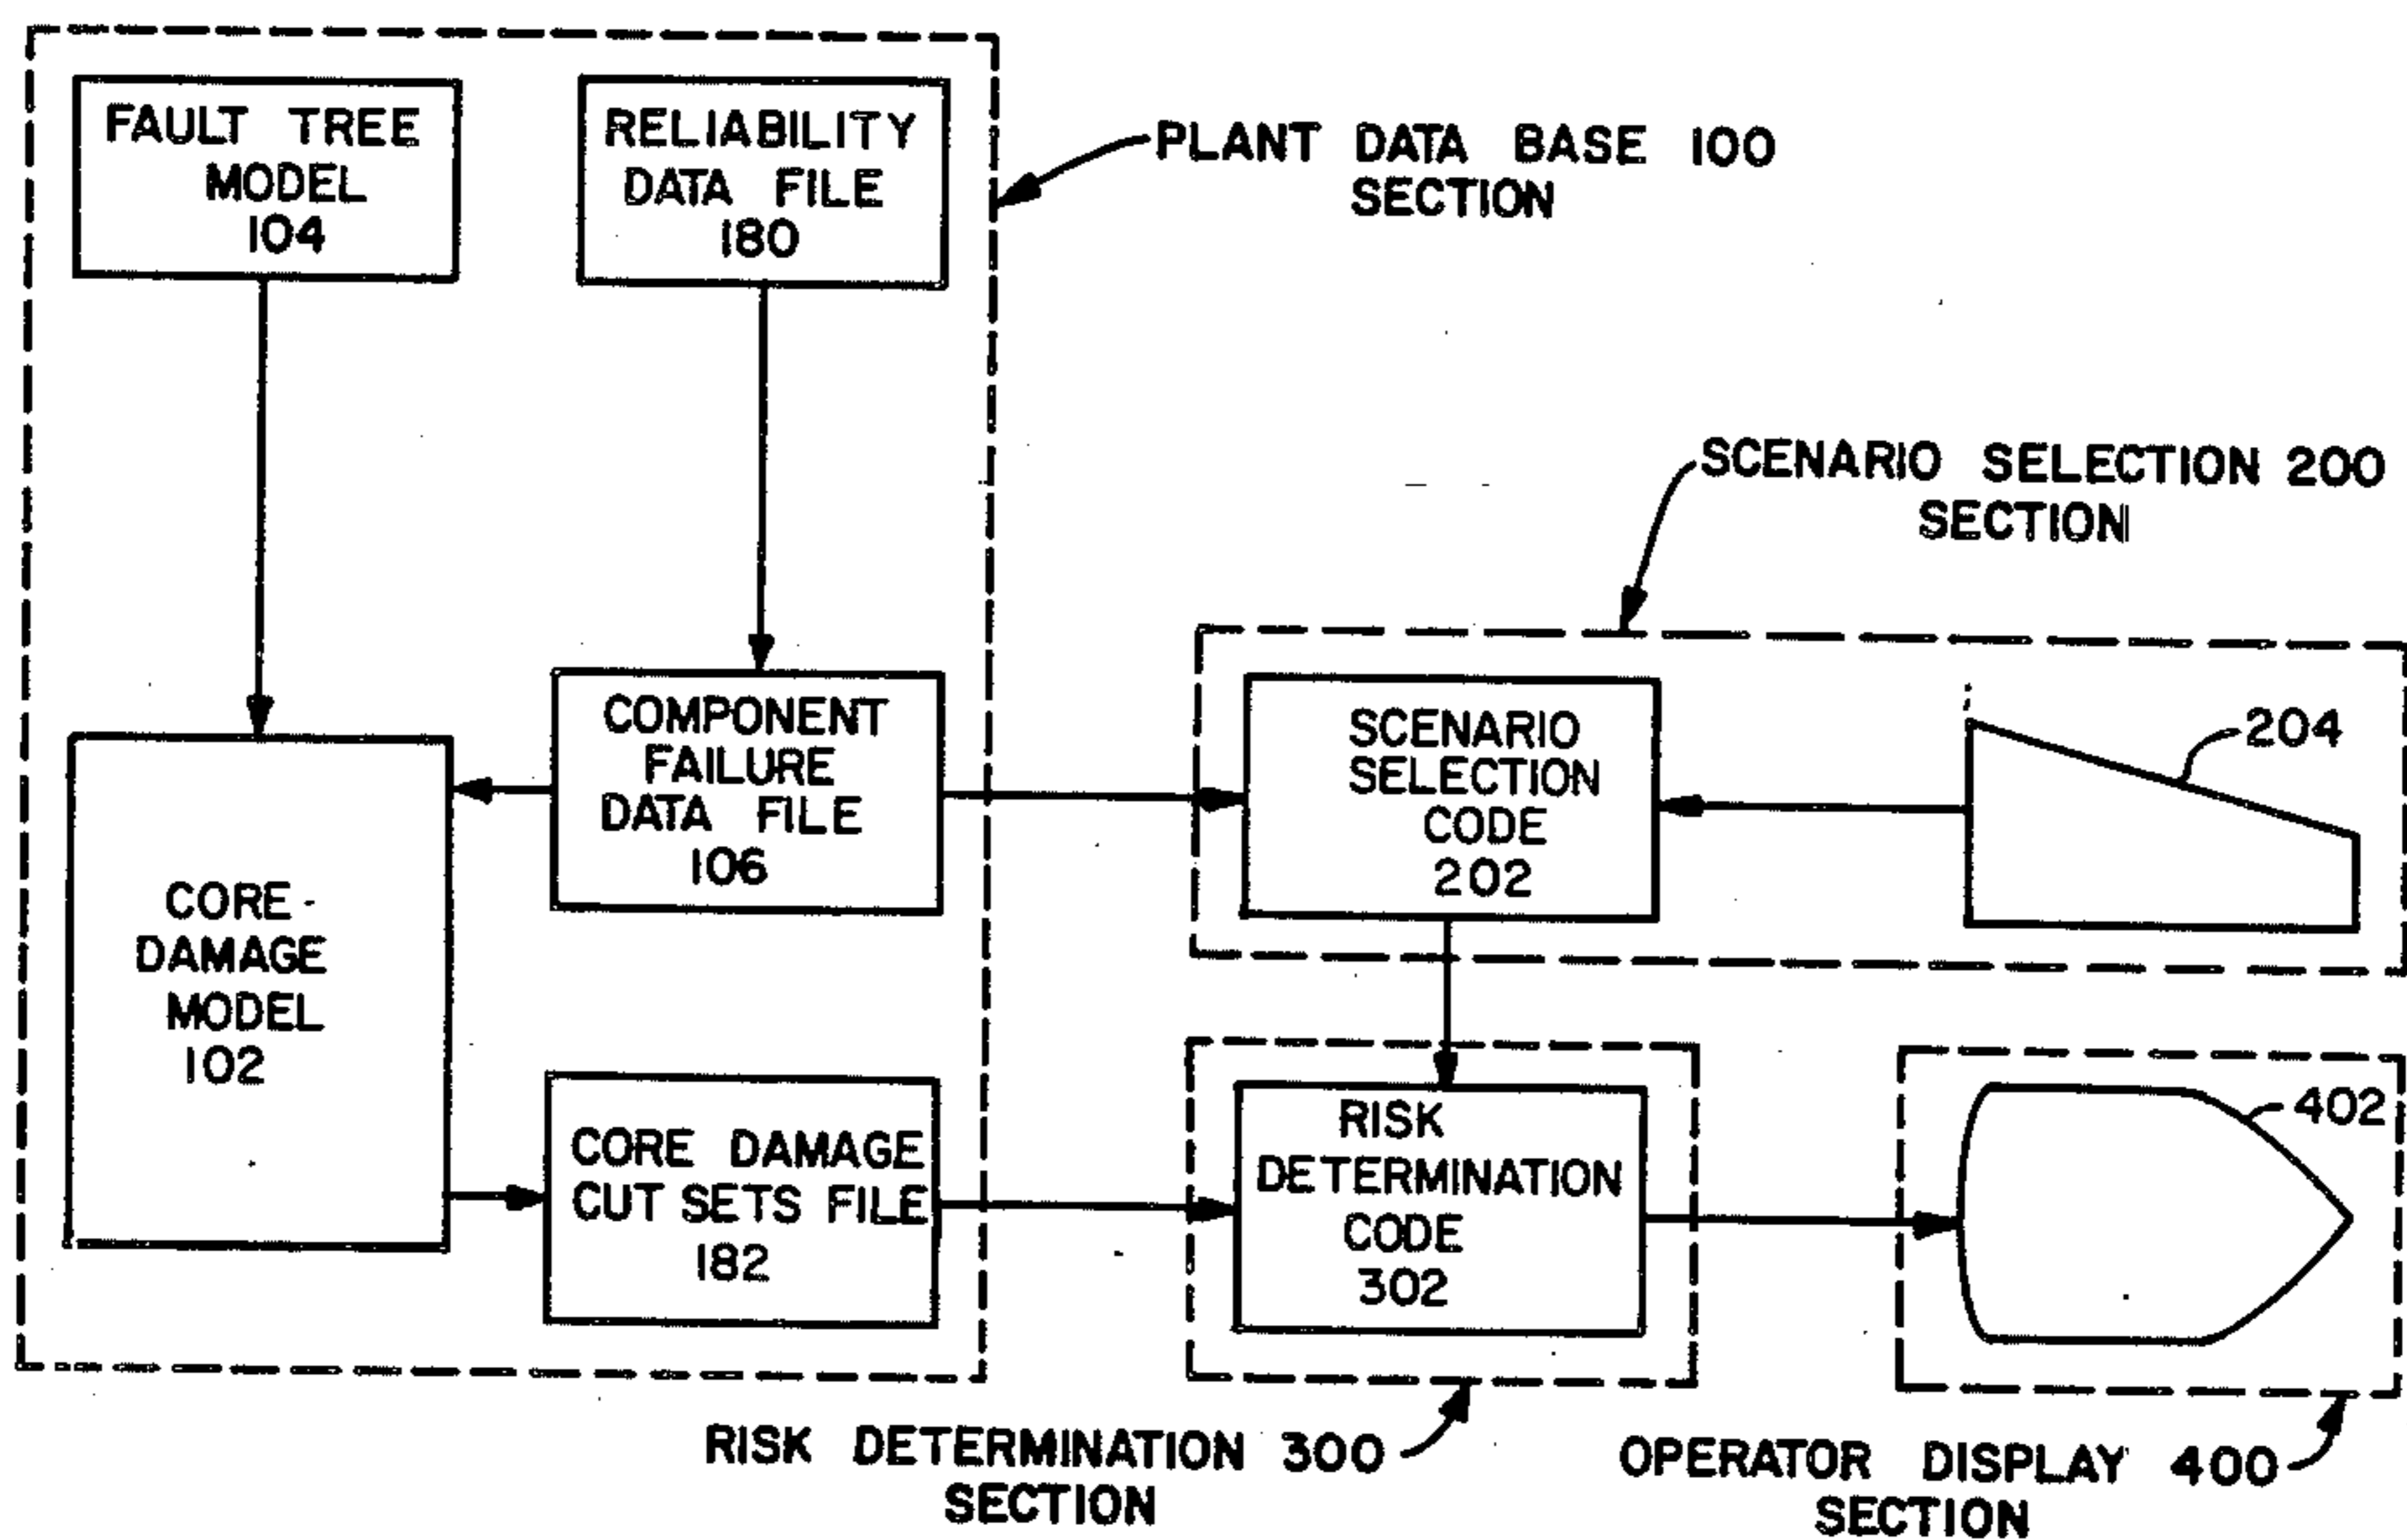 FAULT TREE
MODEL
104
RELIABILITY
DATA FILE
180
PLANT DATA BASE 100
SECTION
SCENARIO SELECTION 200
SECTION
COMPONENT
FAILURE
DATA FILE
106
SCENARIO
SELECTION
CODE
202
204
CORE-
DAMAGE
MODEL
102
CORE DAMAGE
CUT SETS FILE
182
RISK
DETERMINATION
CODE
302
402
RISK DETERMINATION 300
SECTION
OPERATOR DISPLAY 400
SECTION